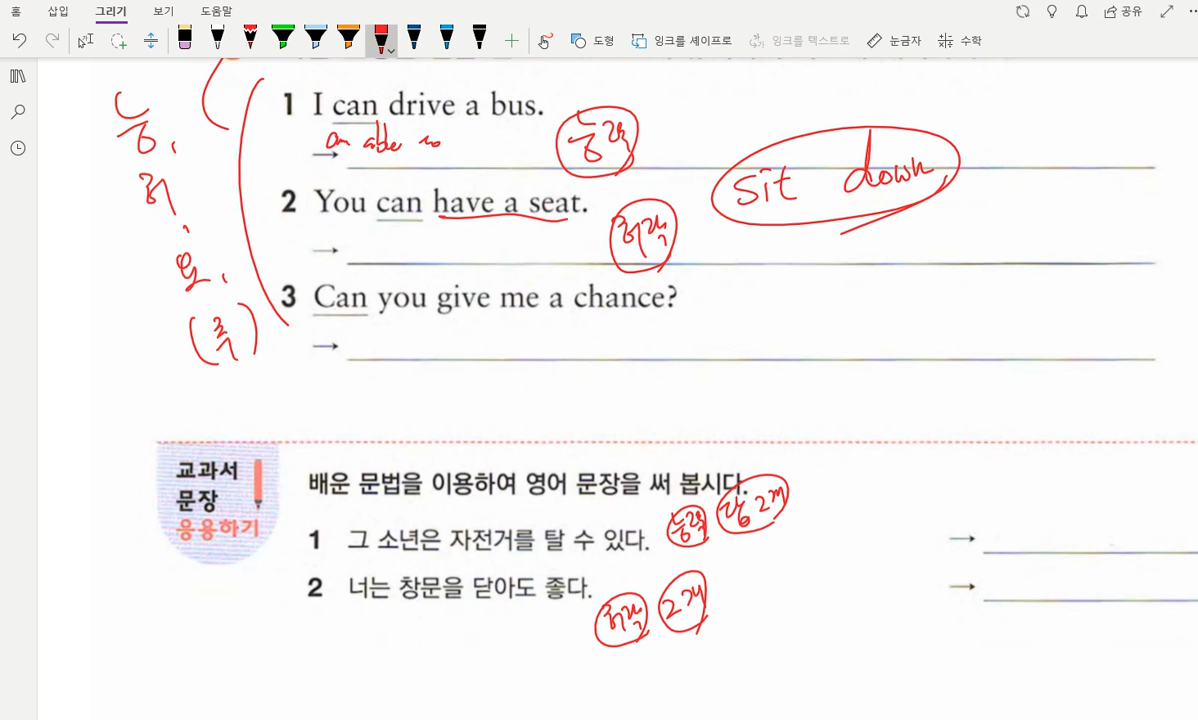 홈 삽입 그리기 보기 도움말 공유
도형 잉크를 셰이프로 잉크를 텍스트로 눈금자 수학
1 I can drive a bus.
am able to
→
능력
능,
허,
요,
(추)
sit down
2 You can have a seat.
허락
→
3 Can you give me a chance?
→
교과서
문장
응용하기
배운 문법을 이용하여 영어 문장을 써 봅시다.
1 그 소년은 자전거를 탈 수 있다. 능력 답 2개 →
2 너는 창문을 닫아도 좋다. 허락 2개 →